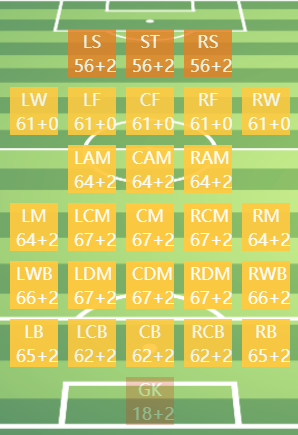 LS ST RS
56+2 56+2 56+2
LW LF CF RF RW
61+0 61+0 61+0 61+0 61+0
LAM CAM RAM
64+2 64+2 64+2
LM LCM CM RCM RM
64+2 67+2 67+2 67+2 64+2
LWB LDM CDM RDM RWB
66+2 67+2 67+2 67+2 66+2
LB LCB CB RCB RB
65+2 62+2 62+2 62+2 65+2
GK
18+2